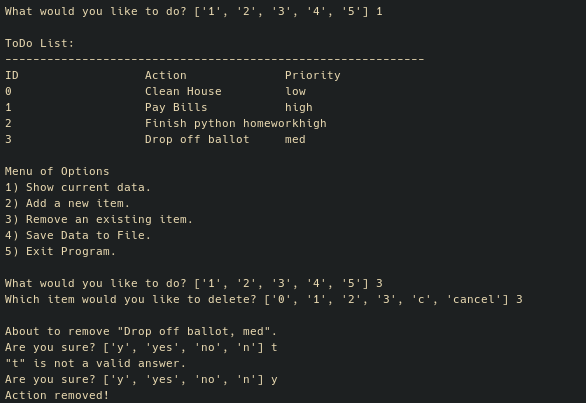 What would you like to do? ['1', '2', '3', '4', '5'] 1
ToDo List:
------------------------------------------------------------
ID                  Action              Priority
0                   Clean House         low
1                   Pay Bills           high
2                   Finish python homeworkhigh
3                   Drop off ballot     med
Menu of Options
1) Show current data.
2) Add a new item.
3) Remove an existing item.
4) Save Data to File.
5) Exit Program.
What would you like to do? ['1', '2', '3', '4', '5'] 3
Which item would you like to delete? ['0', '1', '2', '3', 'c', 'cancel'] 3
About to remove "Drop off ballot, med".
Are you sure? ['y', 'yes', 'no', 'n'] t
"t" is not a valid answer.
Are you sure? ['y', 'yes', 'no', 'n'] y
Action removed!